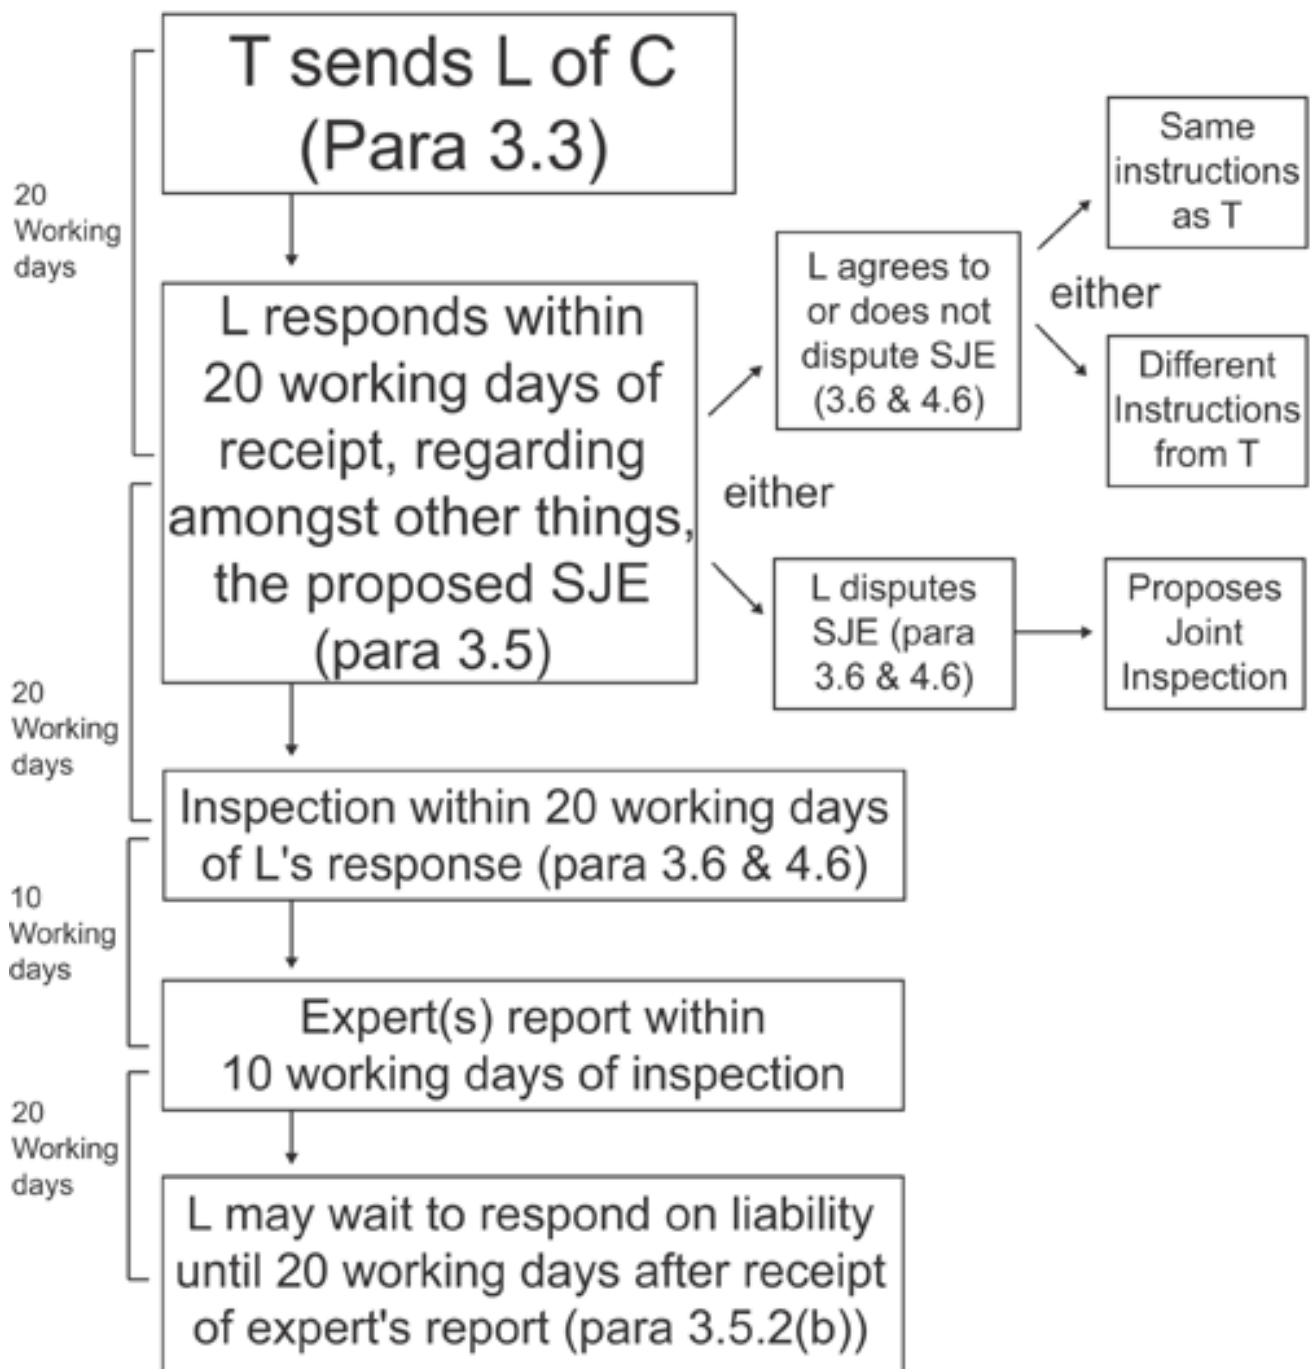 T sends L of C
(Para 3.3)
20
Working
days
L responds within
20 working days of
receipt, regarding
amongst other things,
the proposed SJE
(para 3.5)
either
L agrees to
or does not
dispute SJE
(3.6 & 4.6)
either
Same
instructions
as T
Different
Instructions
from T
L disputes
SJE (para
3.6 & 4.6)
Proposes
Joint
Inspection
20
Working
days
Inspection within 20 working days
of L's response (para 3.6 & 4.6)
10
Working
days
Expert(s) report within
10 working days of inspection
20
Working
days
L may wait to respond on liability
until 20 working days after receipt
of expert's report (para 3.5.2(b))